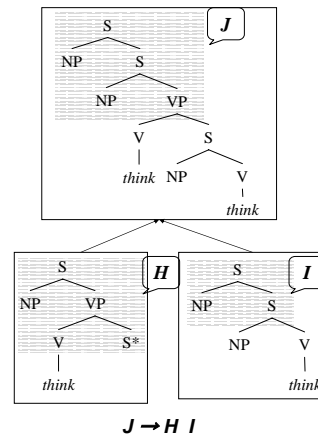 J
S
NP S
NP VP
V S
think NP V
think
H I
S S
NP VP NP S
V S* NP V
think think
J → H I